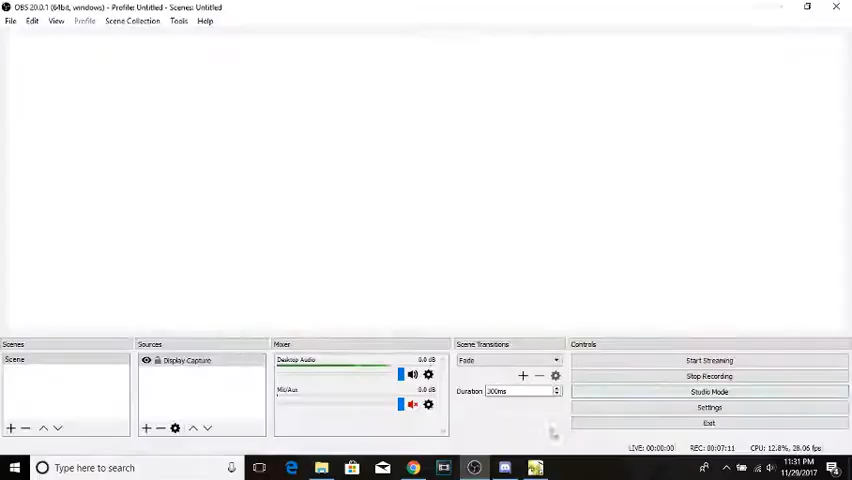 OBS 20.0.1 (64bit, windows) - Profile: Untitled - Scenes: Untitled
File Edit View Profile Scene Collection Tools Help
Scenes Sources Mixer Scene Transitions Controls
Scene Display Capture Desktop Audio 0.0 dB Fade Start Streaming
Stop Recording
Mic/Aux 0.0 dB Duration 300ms Studio Mode
Settings
Exit
LIVE: 00:00:00 REC: 00:07:11 CPU: 12.8%, 28.06 fps
Type here to search 11:31 PM
11/29/2017 4